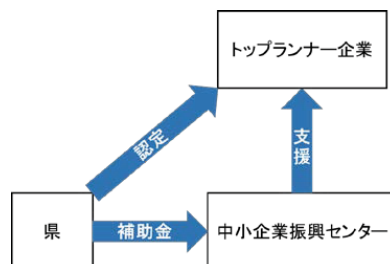 トップランナー企業
認定
支援
県
補助金
中小企業振興センター